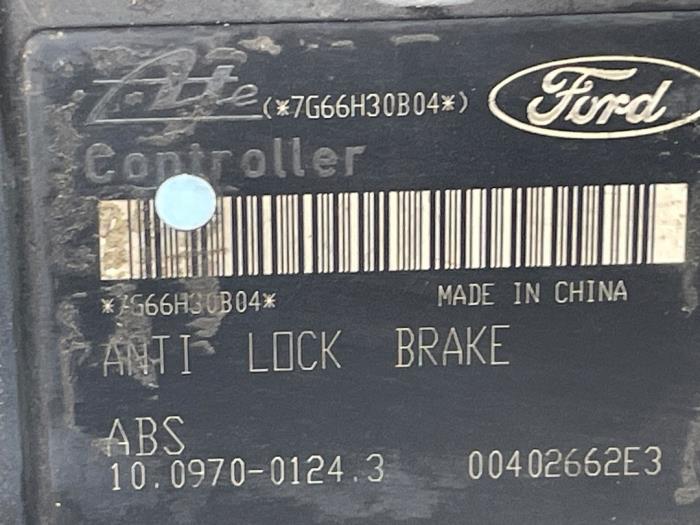 Ate (*7G66H30B04*) Ford
Controller
*7G66H30B04* MADE IN CHINA
ANTI LOCK BRAKE
ABS
10.0970-0124.3 00402662E3